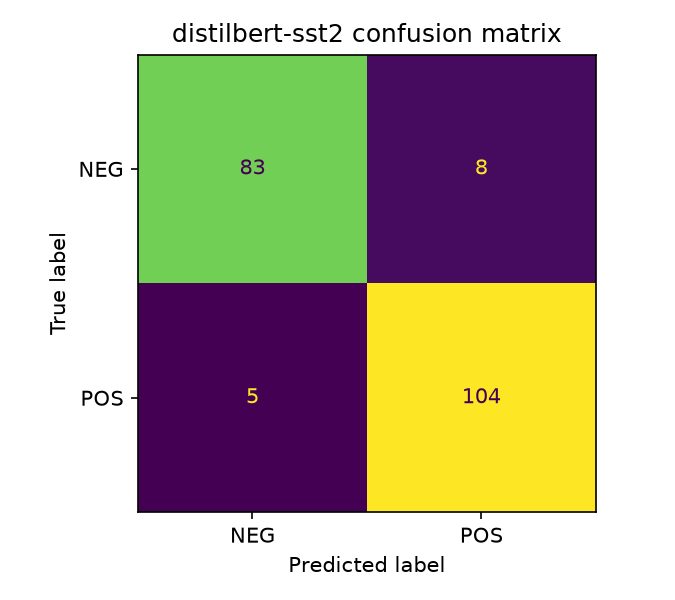 distilbert-sst2 confusion matrix
True label
NEG
83
8
POS
5
104
NEG
POS
Predicted label